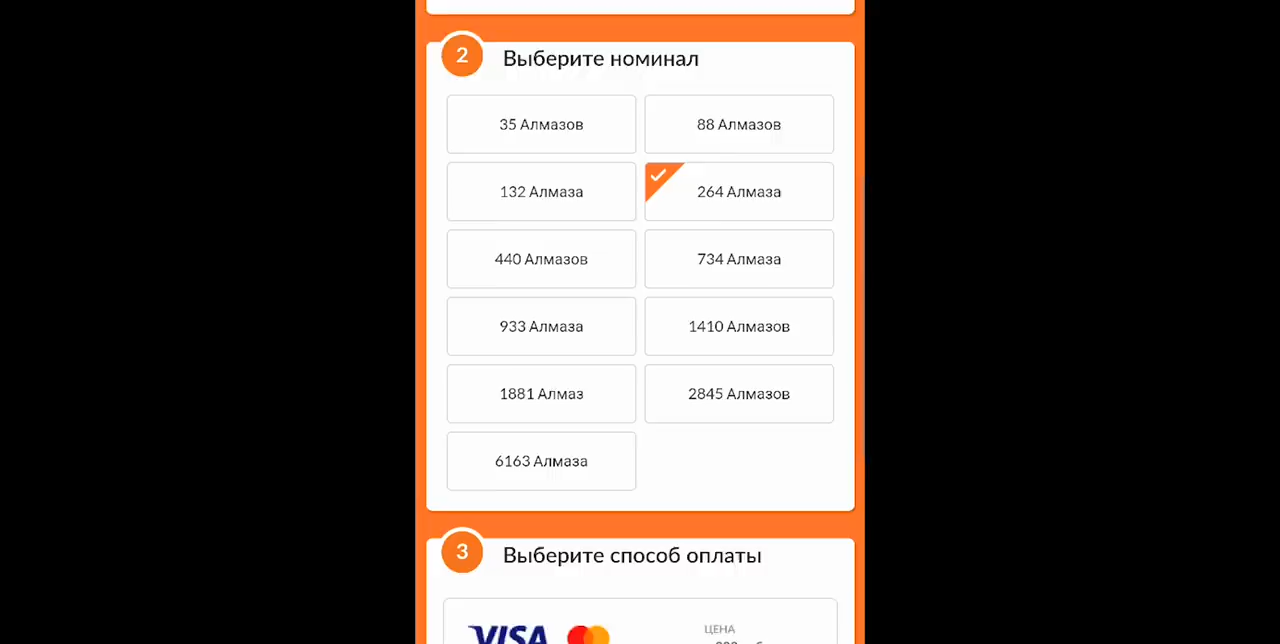 2 Выберите номинал
35 Алмазов
88 Алмазов
132 Алмаза
264 Алмаза
440 Алмазов
734 Алмаза
933 Алмаза
1410 Алмазов
1881 Алмаз
2845 Алмазов
6163 Алмаза
3 Выберите способ оплаты
VISA
ЦЕНА